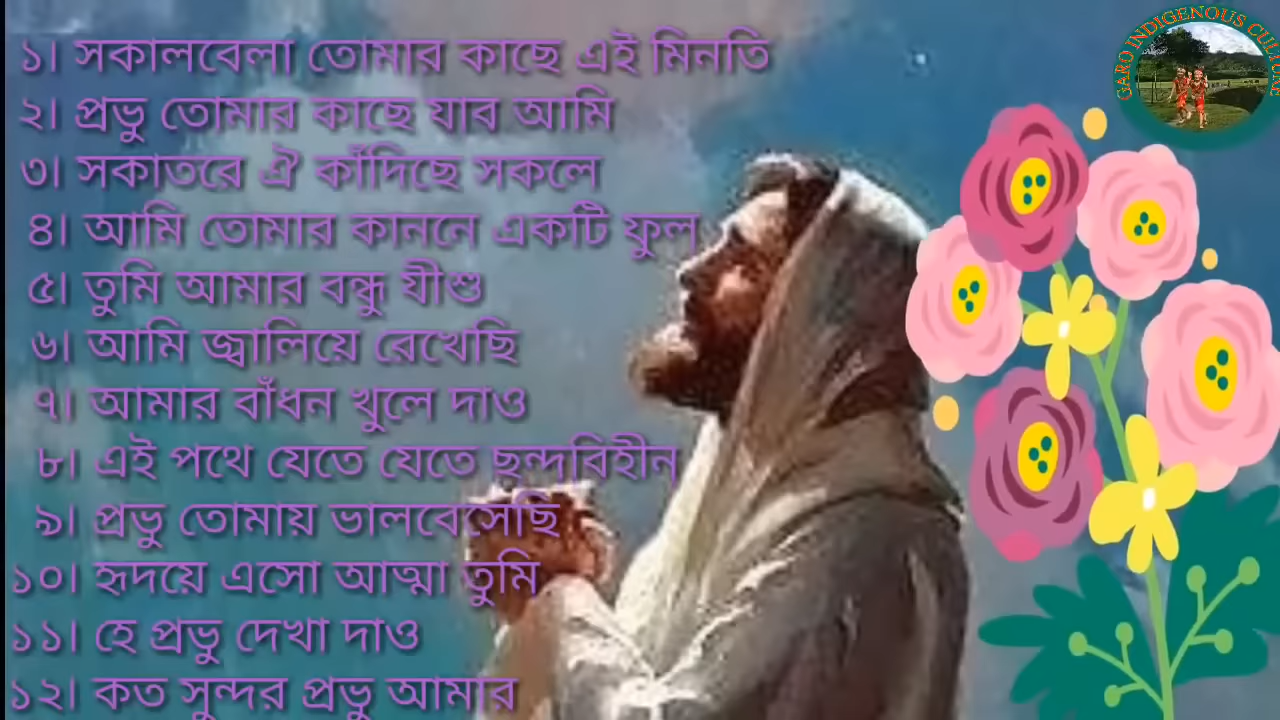 ১। সকালবেলা তোমার কাছে এই মিনতি
২। প্রভু তোমার কাছে যাব আমি
৩। সকাতরে ঐ কাঁদিছে সকলে
৪। আমি তোমার কাননে একটি ফুল
৫। তুমি আমার বন্ধু যীশু
৬। আমি জ্বালিয়ে রেখেছি
৭। আমার বাঁধন খুলে দাও
৮। এই পথে যেতে যেতে ছন্দবিহীন
৯। প্রভু তোমায় ভালবেসেছি
১০। হৃদয়ে এসো আত্মা তুমি
১১। হে প্রভু দেখা দাও
১২। কত সুন্দর প্রভু আমার
GARO INDIGENOUS CULTURE